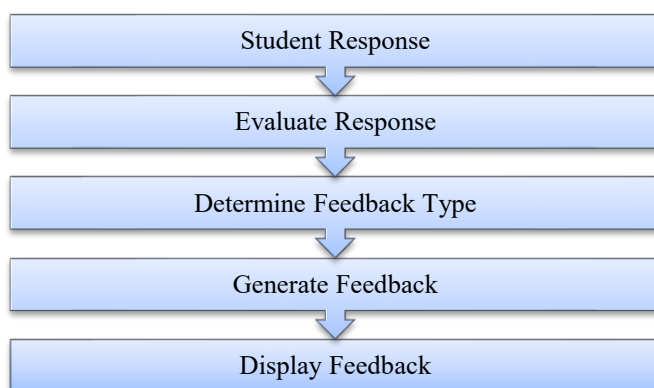 Student Response
Evaluate Response
Determine Feedback Type
Generate Feedback
Display Feedback